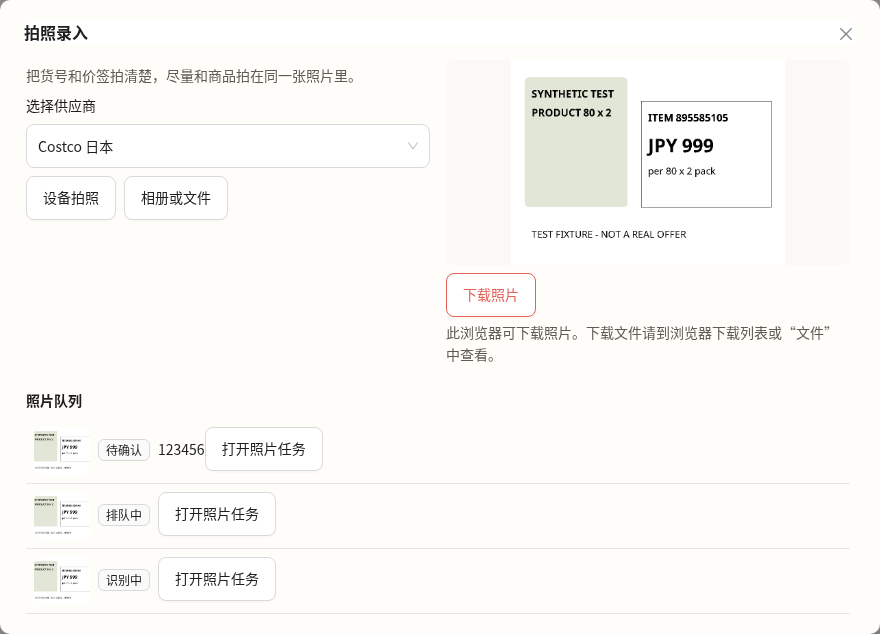 拍照录入
把货号和价签拍清楚，尽量和商品拍在同一张照片里。
选择供应商
Costco 日本
设备拍照
相册或文件
SYNTHETIC TEST
PRODUCT 80 x 2
ITEM 895585105
JPY 999
per 80 x 2 pack
TEST FIXTURE - NOT A REAL OFFER
下载照片
此浏览器可下载照片。下载文件请到浏览器下载列表或“文件”
中查看。
照片队列
待确认 123456 打开照片任务
排队中 打开照片任务
识别中 打开照片任务